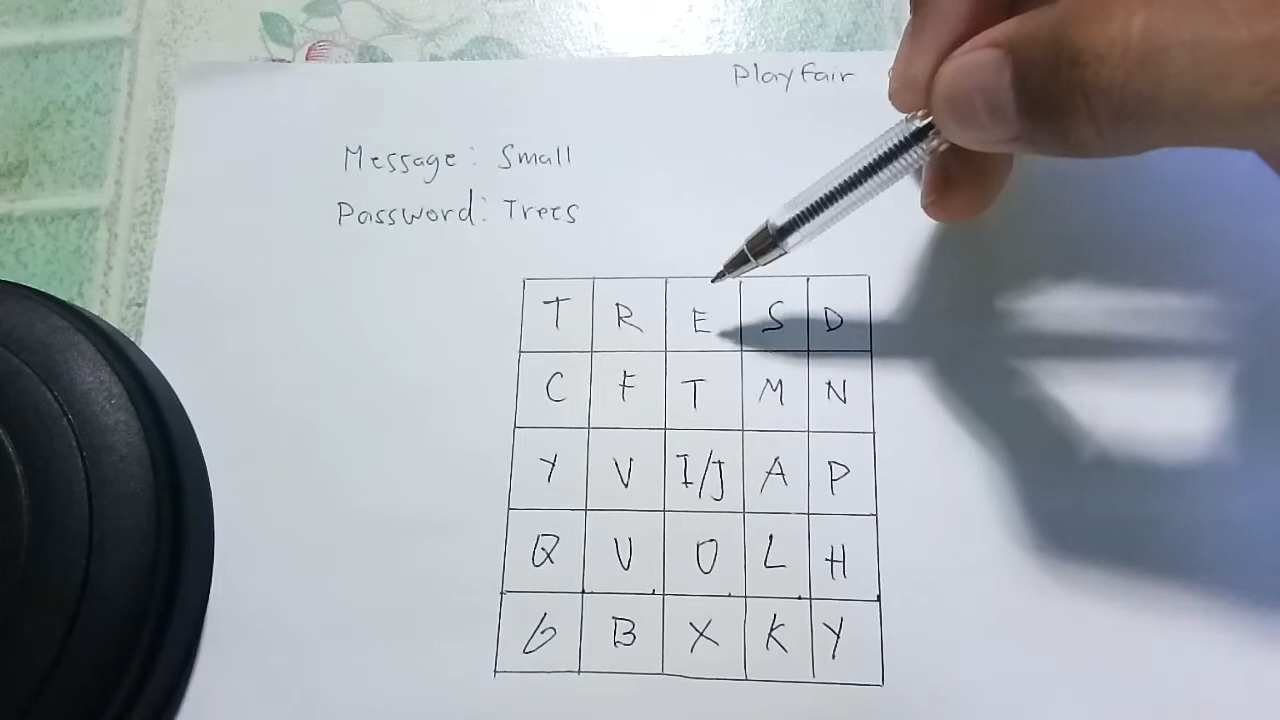 Playfair
Message: Small
Password: Trees
T R E S D
C F T M N
Y V I/J A P
Q V O L H
G B X K Y